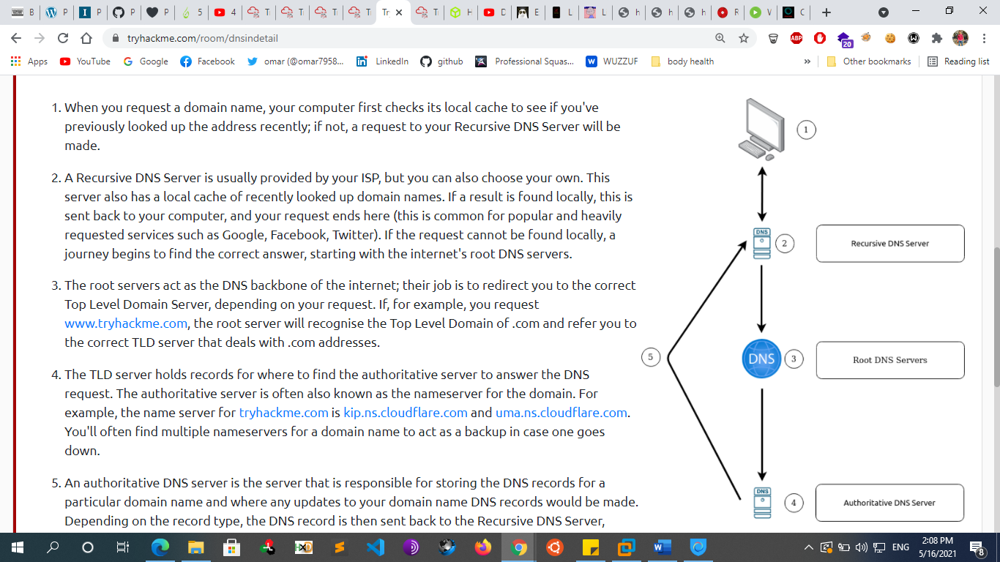 B
P
P
P
P
5
4
Ti
Ti
Ti
Ti
Tr
Ti
H
D
E
L
L
h
h
h
R
V
C
tryhackme.com/room/dnsindetail
ABP
20
Apps
YouTube
Google
Facebook
omar (@omar7958...
LinkedIn
github
Professional Squas...
WUZZUF
body health
»
Other bookmarks
Reading list
1. When you request a domain name, your computer first checks its local cache to see if you've
previously looked up the address recently; if not, a request to your Recursive DNS Server will be
made.
2. A Recursive DNS Server is usually provided by your ISP, but you can also choose your own. This
server also has a local cache of recently looked up domain names. If a result is found locally, this is
sent back to your computer, and your request ends here (this is common for popular and heavily
requested services such as Google, Facebook, Twitter). If the request cannot be found locally, a
journey begins to find the correct answer, starting with the internet's root DNS servers.
3. The root servers act as the DNS backbone of the internet; their job is to redirect you to the correct
Top Level Domain Server, depending on your request. If, for example, you request
www.tryhackme.com, the root server will recognise the Top Level Domain of .com and refer you to
the correct TLD server that deals with .com addresses.
4. The TLD server holds records for where to find the authoritative server to answer the DNS
request. The authoritative server is often also known as the nameserver for the domain. For
example, the name server for tryhackme.com is kip.ns.cloudflare.com and uma.ns.cloudflare.com.
You'll often find multiple nameservers for a domain name to act as a backup in case one goes
down.
5. An authoritative DNS server is the server that is responsible for storing the DNS records for a
particular domain name and where any updates to your domain name DNS records would be made.
Depending on the record type, the DNS record is then sent back to the Recursive DNS Server,
1
DNS
2
Recursive DNS Server
5
DNS
3
Root DNS Servers
DNS
4
Authoritative DNS Server
ENG
2:08 PM
5/16/2021
8